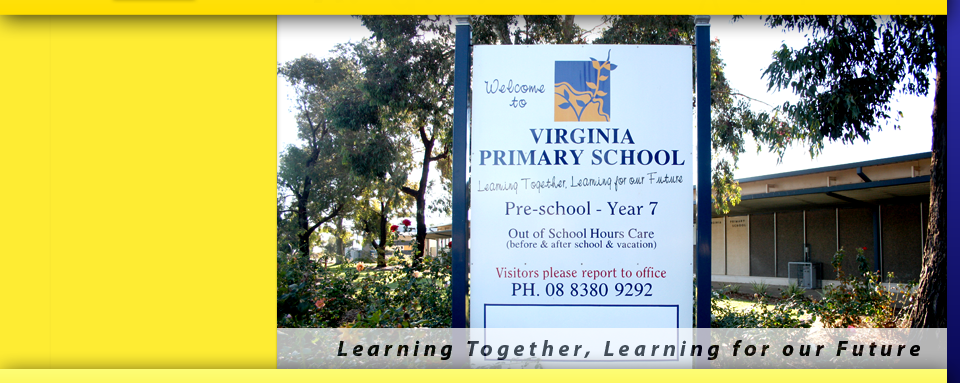 Welcome
to
VIRGINIA
PRIMARY SCHOOL
Learning Together, Learning for our Future
Pre-school - Year 7
Out of School Hours Care
(before & after school & vacation)
Visitors please report to office
PH. 08 8380 9292
Learning Together, Learning for our Future